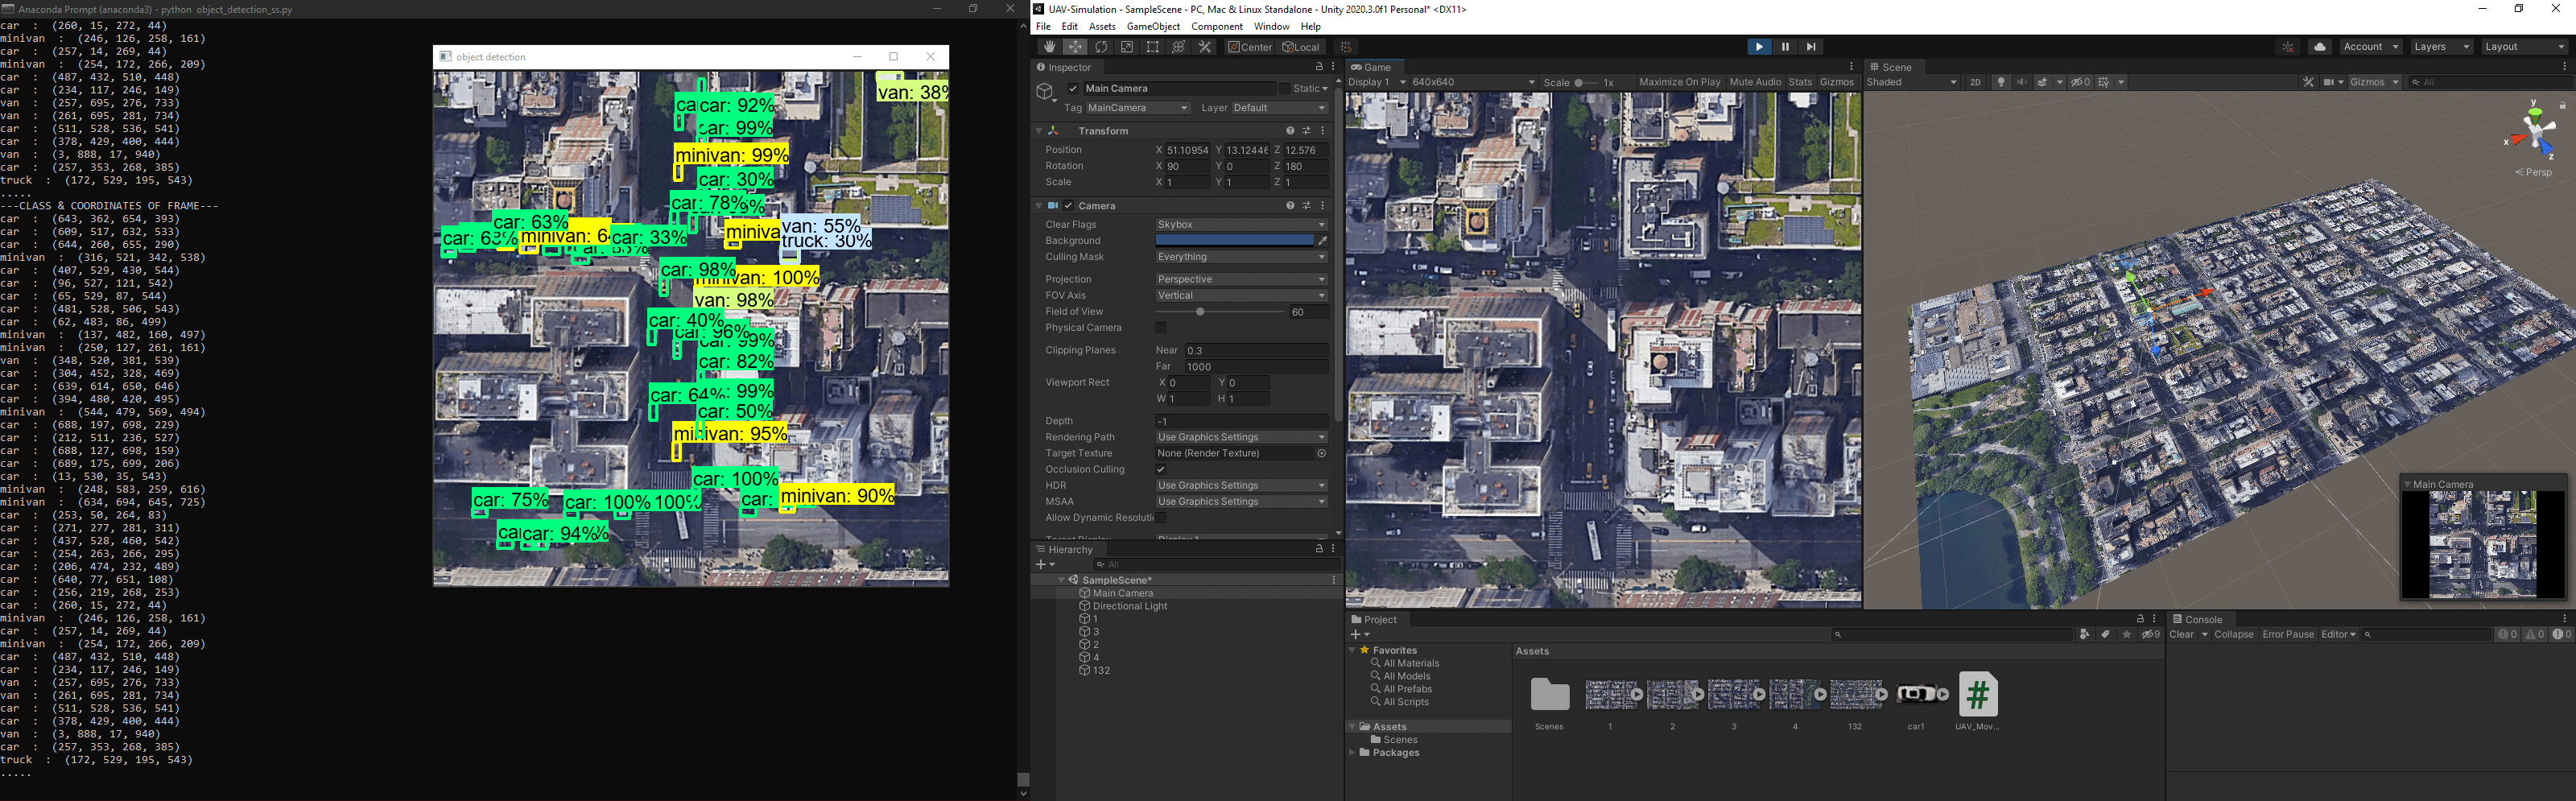 Anaconda Prompt (anaconda3) - python object_detection_ss.py
car : (260, 15, 272, 44)
minivan : (246, 126, 258, 161)
car : (257, 14, 269, 44)
minivan : (254, 172, 266, 209)
car : (487, 432, 510, 448)
car : (234, 117, 246, 149)
van : (257, 695, 276, 733)
van : (261, 695, 281, 734)
car : (511, 528, 536, 541)
car : (378, 429, 400, 444)
van : (3, 888, 17, 940)
car : (257, 353, 268, 385)
truck : (172, 529, 195, 543)
.....
---CLASS & COORDINATES OF FRAME---
car : (643, 362, 654, 393)
car : (609, 517, 632, 533)
car : (644, 260, 655, 290)
minivan : (316, 521, 342, 538)
car : (407, 529, 430, 544)
car : (96, 527, 121, 542)
car : (65, 529, 87, 544)
car : (481, 528, 506, 543)
car : (62, 483, 86, 499)
minivan : (137, 482, 160, 497)
minivan : (250, 127, 261, 161)
van : (348, 520, 381, 539)
car : (304, 452, 328, 469)
car : (639, 614, 650, 646)
car : (394, 480, 420, 495)
minivan : (544, 479, 569, 494)
car : (688, 197, 698, 229)
car : (212, 511, 236, 527)
car : (688, 127, 698, 159)
car : (689, 175, 699, 206)
car : (13, 530, 35, 543)
minivan : (248, 583, 259, 616)
minivan : (634, 694, 645, 725)
car : (253, 50, 264, 83)
car : (271, 277, 281, 311)
car : (437, 528, 460, 542)
car : (254, 263, 266, 295)
car : (206, 474, 232, 489)
car : (640, 77, 651, 108)
car : (256, 219, 268, 253)
car : (260, 15, 272, 44)
minivan : (246, 126, 258, 161)
car : (257, 14, 269, 44)
minivan : (254, 172, 266, 209)
car : (487, 432, 510, 448)
car : (234, 117, 246, 149)
van : (257, 695, 276, 733)
van : (261, 695, 281, 734)
car : (511, 528, 536, 541)
car : (378, 429, 400, 444)
van : (3, 888, 17, 940)
car : (257, 353, 268, 385)
truck : (172, 529, 195, 543)
.....
object detection
van: 38%
car: 92%
car: 99%
minivan: 99%
car: 30%
car: 78%
car: 63%
car: 63%
minivan: 6
car: 33%
miniva
van: 55%
truck: 30%
car: 98%
minivan: 100%
van: 98%
car: 40%
car: 96%
99%
car: 82%
car: 64%
99%
car: 50%
minivan: 95%
car: 100%
car: 75%
car: 100%
100%
car:
minivan: 90%
car: 94%
UAV-Simulation - SampleScene - PC, Mac & Linux Standalone - Unity 2020.3.0f1 Personal* <DX11>
File Edit Assets GameObject Component Window Help
Center Local
Account Layers Layout
Inspector
Main Camera Static
Tag MainCamera Layer Default
Transform
Position X 51.10954 Y 13.12446 Z 12.576
Rotation X 90 Y 0 Z 180
Scale X 1 Y 1 Z 1
Camera
Clear Flags Skybox
Background
Culling Mask Everything
Projection Perspective
FOV Axis Vertical
Field of View 60
Physical Camera
Clipping Planes Near 0.3
Far 1000
Viewport Rect X 0 Y 0
W 1 H 1
Depth -1
Rendering Path Use Graphics Settings
Target Texture None (Render Texture)
Occlusion Culling
HDR Use Graphics Settings
MSAA Use Graphics Settings
Allow Dynamic Resoluti
Hierarchy
All
SampleScene*
Main Camera
Directional Light
1
3
2
4
132
Game
Display 1 640x640 Scale 1x Maximize On Play Mute Audio Stats Gizmos
Scene
Shaded 2D 0 Gizmos All
y
x
z
Persp
Main Camera
Project
9
Favorites
All Materials
All Models
All Prefabs
All Scripts
Assets
Scenes
Packages
Assets
Scenes 1 2 3 4 132 car1 UAV_Mov...
Console
Clear Collapse Error Pause Editor 0 0 0